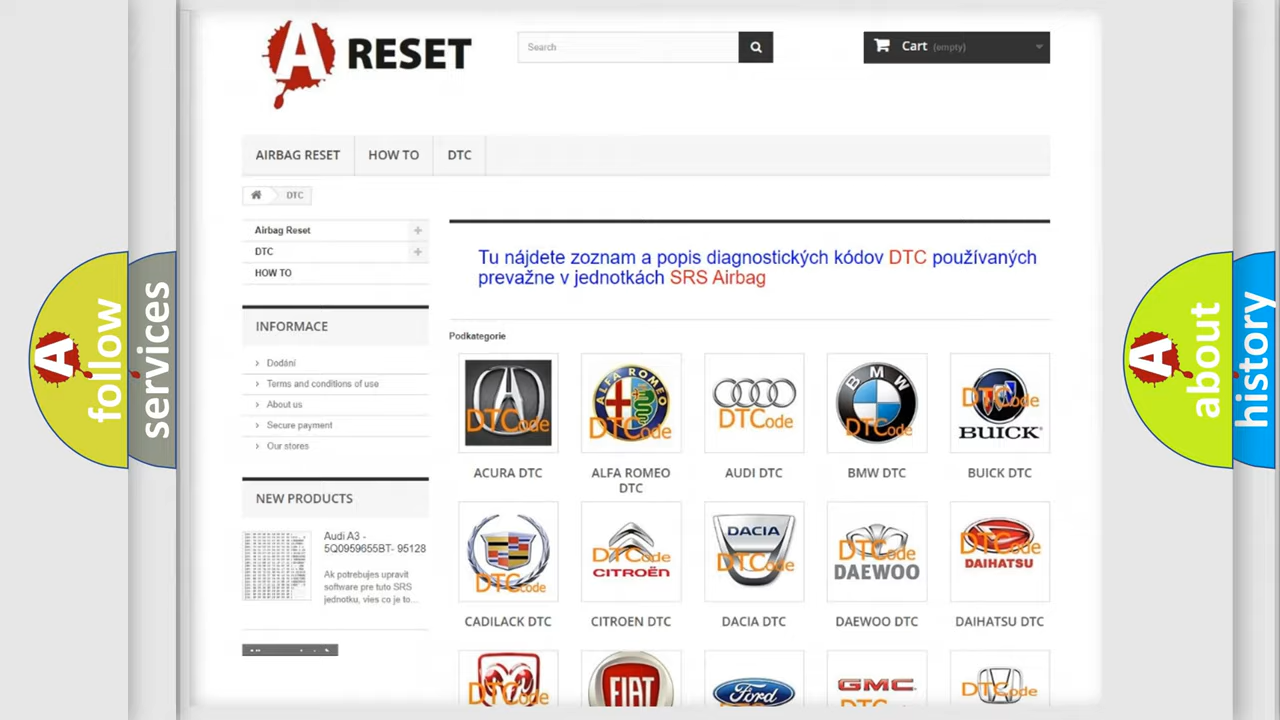 A RESET
Search
Cart (empty)
AIRBAG RESET
HOW TO
DTC
DTC
Airbag Reset
DTC
HOW TO
Tu nájdete zoznam a popis diagnostických kódov DTC používaných
prevažne v jednotkách SRS Airbag
INFORMACE
Dodání
Terms and conditions of use
About us
Secure payment
Our stores
NEW PRODUCTS
Audi A3 -
5Q0959655BT- 95128
Ak potrebujes upravit
software pre tuto SRS
jednotku, vies co je to...
Podkategorie
DTCode
ALFA ROMEO
DTCode
DTCode
BMW
DTCode
DTCode
BUICK
ACURA DTC
ALFA ROMEO
DTC
AUDI DTC
BMW DTC
BUICK DTC
DTCode
DTCode
CITROËN
DACIA
DTCode
DTCode
DAEWOO
DTCode
DAIHATSU
CADILACK DTC
CITROEN DTC
DACIA DTC
DAEWOO DTC
DAIHATSU DTC
DTCode
FIAT
Ford
GMC
DTCode
A follow
services
A about
history